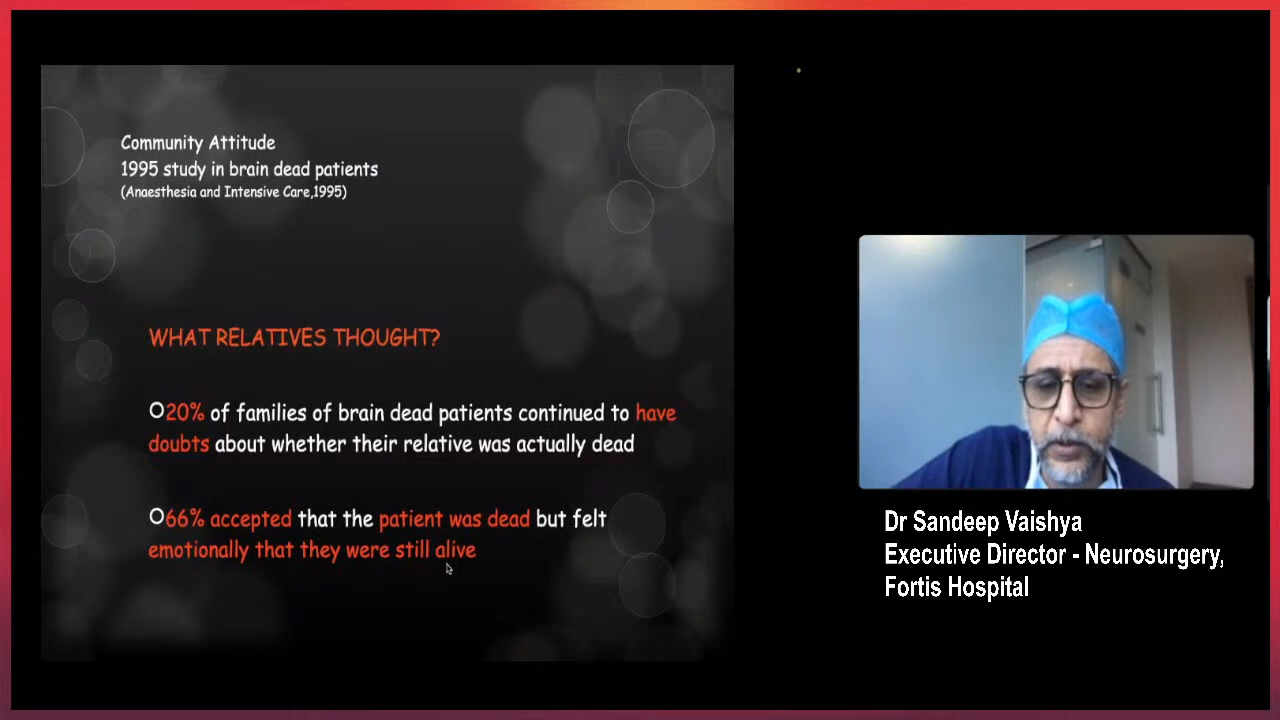 Community Attitude
1995 study in brain dead patients
(Anaesthesia and Intensive Care,1995)
WHAT RELATIVES THOUGHT?
20% of families of brain dead patients continued to have
doubts about whether their relative was actually dead
66% accepted that the patient was dead but felt
emotionally that they were still alive
Dr Sandeep Vaishya
Executive Director - Neurosurgery,
Fortis Hospital